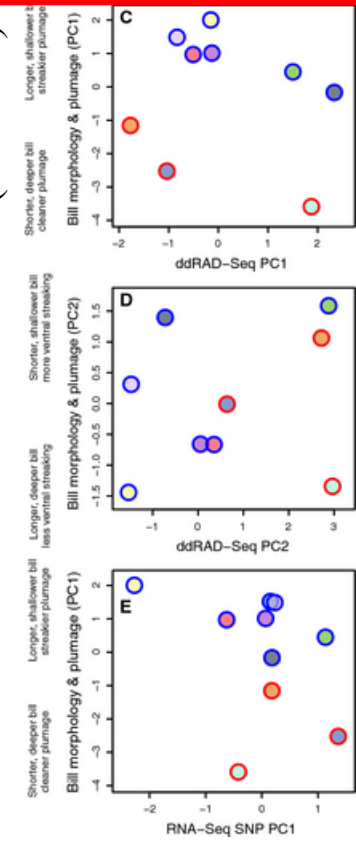 C
Longer, shallower b
streakier plumage
Shorter, deeper bill
cleaner plumage
Bill morphology & plumage (PC1)
2
1
0
−1
−2
−3
−4
−2 −1 0 1 2
ddRAD−Seq PC1
D
Shorter, shallower bill
more ventral streaking
Longer, deeper bill
less ventral streaking
Bill morphology & plumage (PC2)
1.5
1.0
0.5
0.0
−0.5
−1.0
−1.5
−1 0 1 2 3
ddRAD−Seq PC2
E
Longer, shallower bill
streakier plumage
Shorter, deeper bill
cleaner plumage
Bill morphology & plumage (PC1)
2
1
0
−1
−2
−3
−4
−2 −1 0 1
RNA−Seq SNP PC1